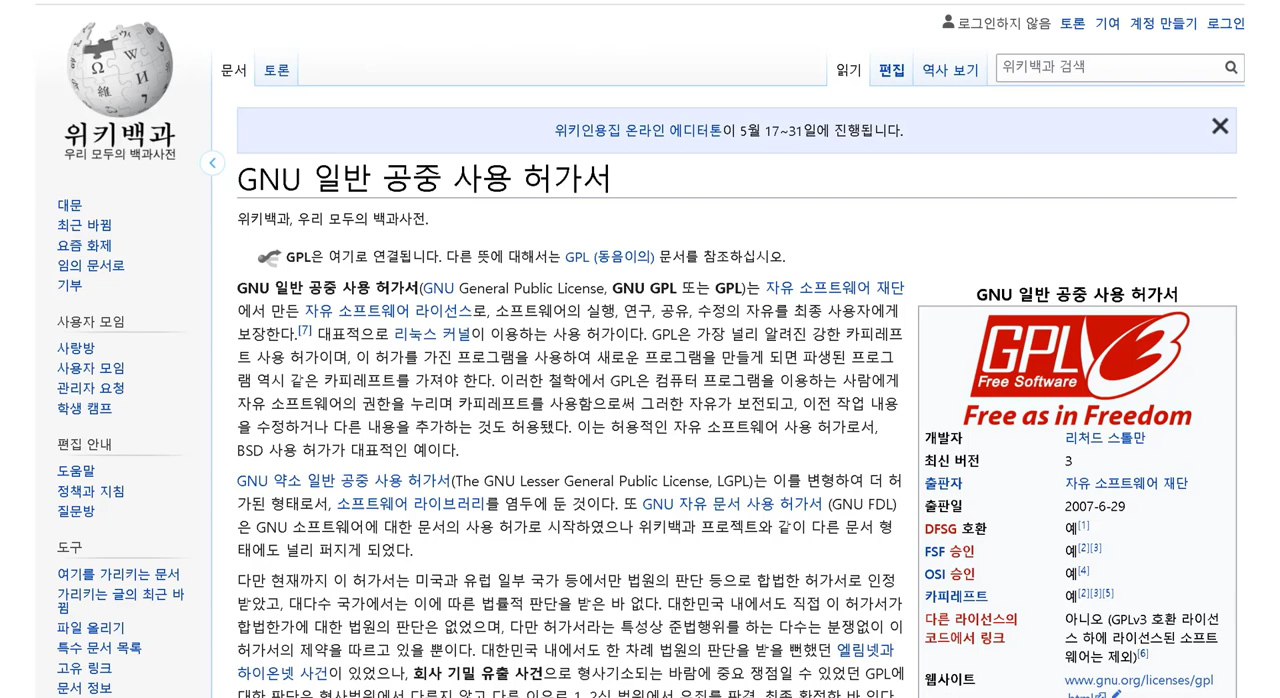 로그인하지 않음 토론 기여 계정 만들기 로그인
위키백과
우리 모두의 백과사전
문서 토론 읽기 편집 역사 보기 위키백과 검색
위키인용집 온라인 에디터톤이 5월 17~31일에 진행됩니다.
GNU 일반 공중 사용 허가서
위키백과, 우리 모두의 백과사전.
GPL은 여기로 연결됩니다. 다른 뜻에 대해서는 GPL (동음이의) 문서를 참조하십시오.
대문
최근 바뀜
요즘 화제
임의 문서로
기부
사용자 모임
사랑방
사용자 모임
관리자 요청
학생 캠프
편집 안내
도움말
정책과 지침
질문방
도구
여기를 가리키는 문서
가리키는 글의 최근 바
뀜
파일 올리기
특수 문서 목록
고유 링크
문서 정보
GNU 일반 공중 사용 허가서(GNU General Public License, GNU GPL 또는 GPL)는 자유 소프트웨어 재단
에서 만든 자유 소프트웨어 라이선스로, 소프트웨어의 실행, 연구, 공유, 수정의 자유를 최종 사용자에게
보장한다.[7] 대표적으로 리눅스 커널이 이용하는 사용 허가이다. GPL은 가장 널리 알려진 강한 카피레프
트 사용 허가이며, 이 허가를 가진 프로그램을 사용하여 새로운 프로그램을 만들게 되면 파생된 프로그
램 역시 같은 카피레프트를 가져야 한다. 이러한 철학에서 GPL은 컴퓨터 프로그램을 이용하는 사람에게
자유 소프트웨어의 권한을 누리며 카피레프트를 사용함으로써 그러한 자유가 보전되고, 이전 작업 내용
을 수정하거나 다른 내용을 추가하는 것도 허용됐다. 이는 허용적인 자유 소프트웨어 사용 허가로서,
BSD 사용 허가가 대표적인 예이다.
GNU 약소 일반 공중 사용 허가서(The GNU Lesser General Public License, LGPL)는 이를 변형하여 더 허
가된 형태로서, 소프트웨어 라이브러리를 염두에 둔 것이다. 또 GNU 자유 문서 사용 허가서 (GNU FDL)
은 GNU 소프트웨어에 대한 문서의 사용 허가로 시작하였으나 위키백과 프로젝트와 같이 다른 문서 형
태에도 널리 퍼지게 되었다.
다만 현재까지 이 허가서는 미국과 유럽 일부 국가 등에서만 법원의 판단 등으로 합법한 허가서로 인정
받았고, 대다수 국가에서는 이에 따른 법률적 판단을 받은 바 없다. 대한민국 내에서도 직접 이 허가서가
합법한가에 대한 법원의 판단은 없었으며, 다만 허가서라는 특성상 준법행위를 하는 다수는 분쟁없이 이
허가서의 제약을 따르고 있을 뿐이다. 대한민국 내에서도 한 차례 법원의 판단을 받을 뻔했던 엘림넷과
하이온넷 사건이 있었으나, 회사 기밀 유출 사건으로 형사기소되는 바람에 중요 쟁점일 수 있었던 GPL에
대한 판단은 형사법원에서 다루지 않고 다른 이유로 1, 2심 법원에서 유죄를 판결, 최종 확정한 바 있다.
GNU 일반 공중 사용 허가서
GPL 3
Free Software
Free as in Freedom
개발자 리처드 스톨만
최신 버전 3
출판자 자유 소프트웨어 재단
출판일 2007-6-29
DFSG 호환 예[1]
FSF 승인 예[2][3]
OSI 승인 예[4]
카피레프트 예[2][3][5]
다른 라이선스의 아니오 (GPLv3 호환 라이선
코드에서 링크 스 하에 라이선스된 소프트
웨어는 제외)[6]
웹사이트 www.gnu.org/licenses/gpl
.html